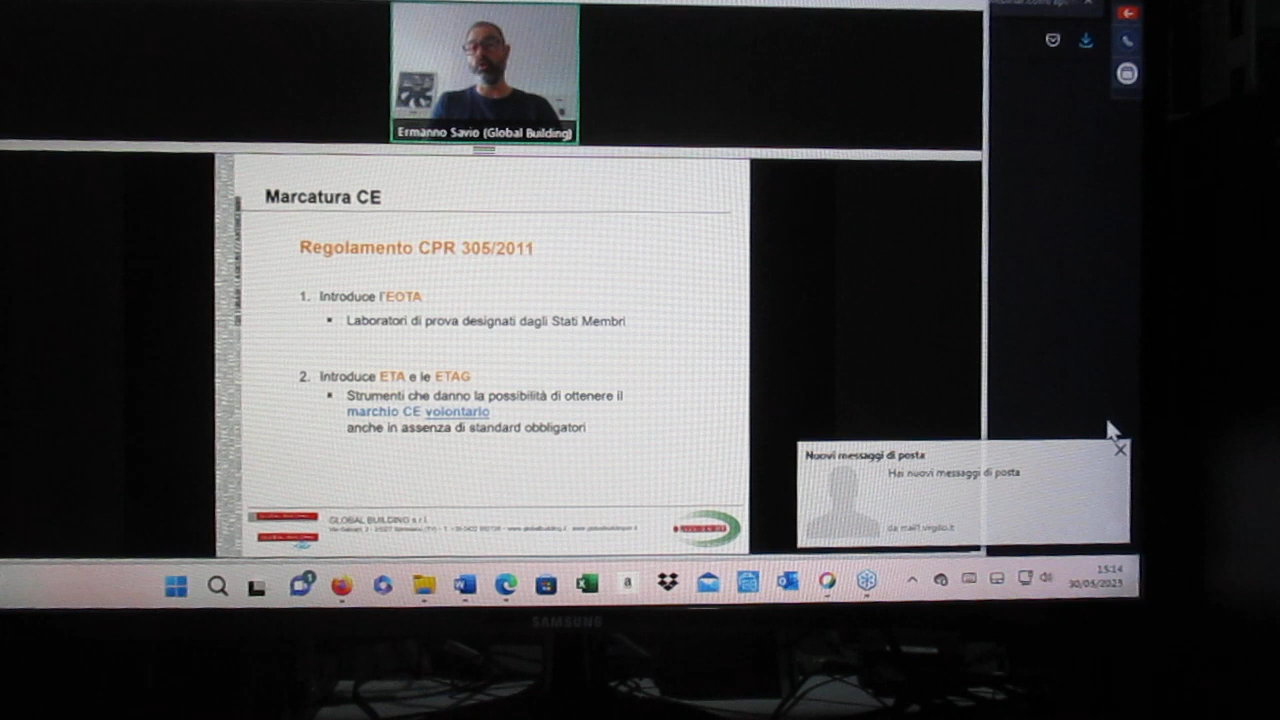 Ermanno Savio (Global Building)
Marcatura CE
Regolamento CPR 305/2011
1. Introduce l'EOTA
▪ Laboratori di prova designati dagli Stati Membri
2. Introduce ETA e le ETAG
▪ Strumenti che danno la possibilità di ottenere il
marchio CE volontario
anche in assenza di standard obbligatori
GLOBAL BUILDING s.r.l.
Nuovi messaggi di posta
Hai nuovi messaggi di posta
da mail1.virgilio.it
15:14
30/05/2023
SAMSUNG